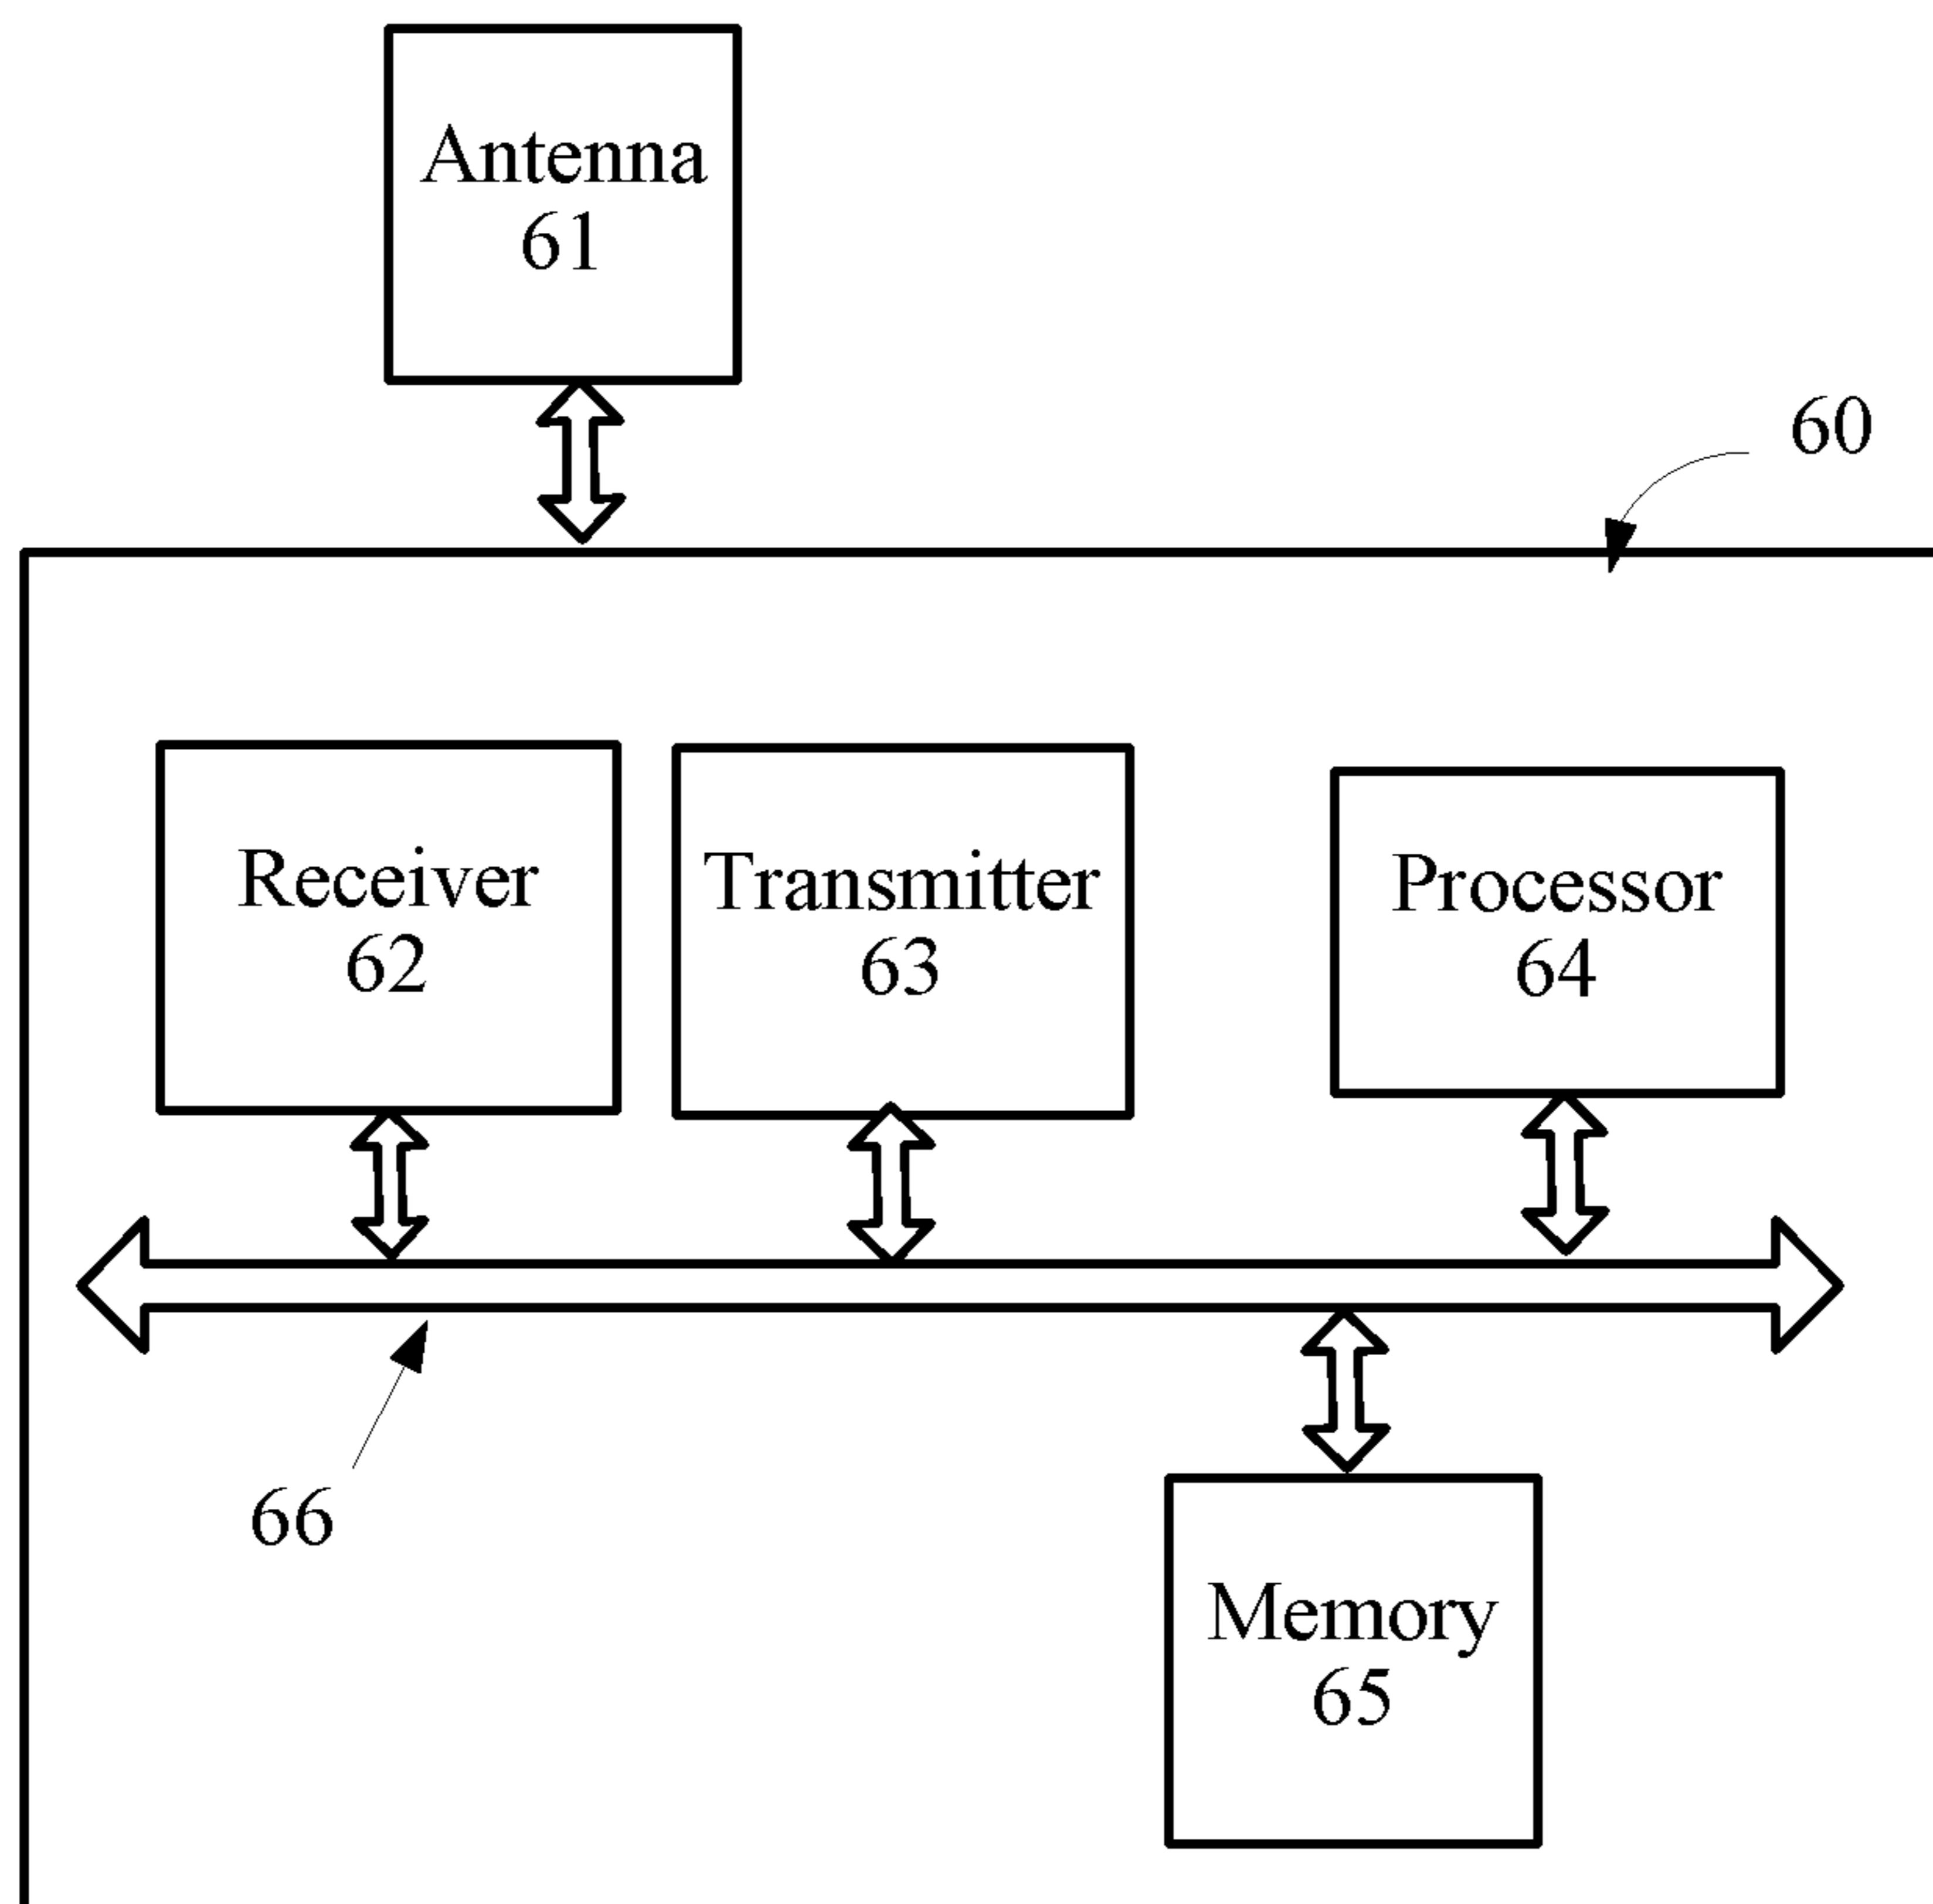 Antenna
61
60
Receiver
62
Transmitter
63
Processor
64
66
Memory
65